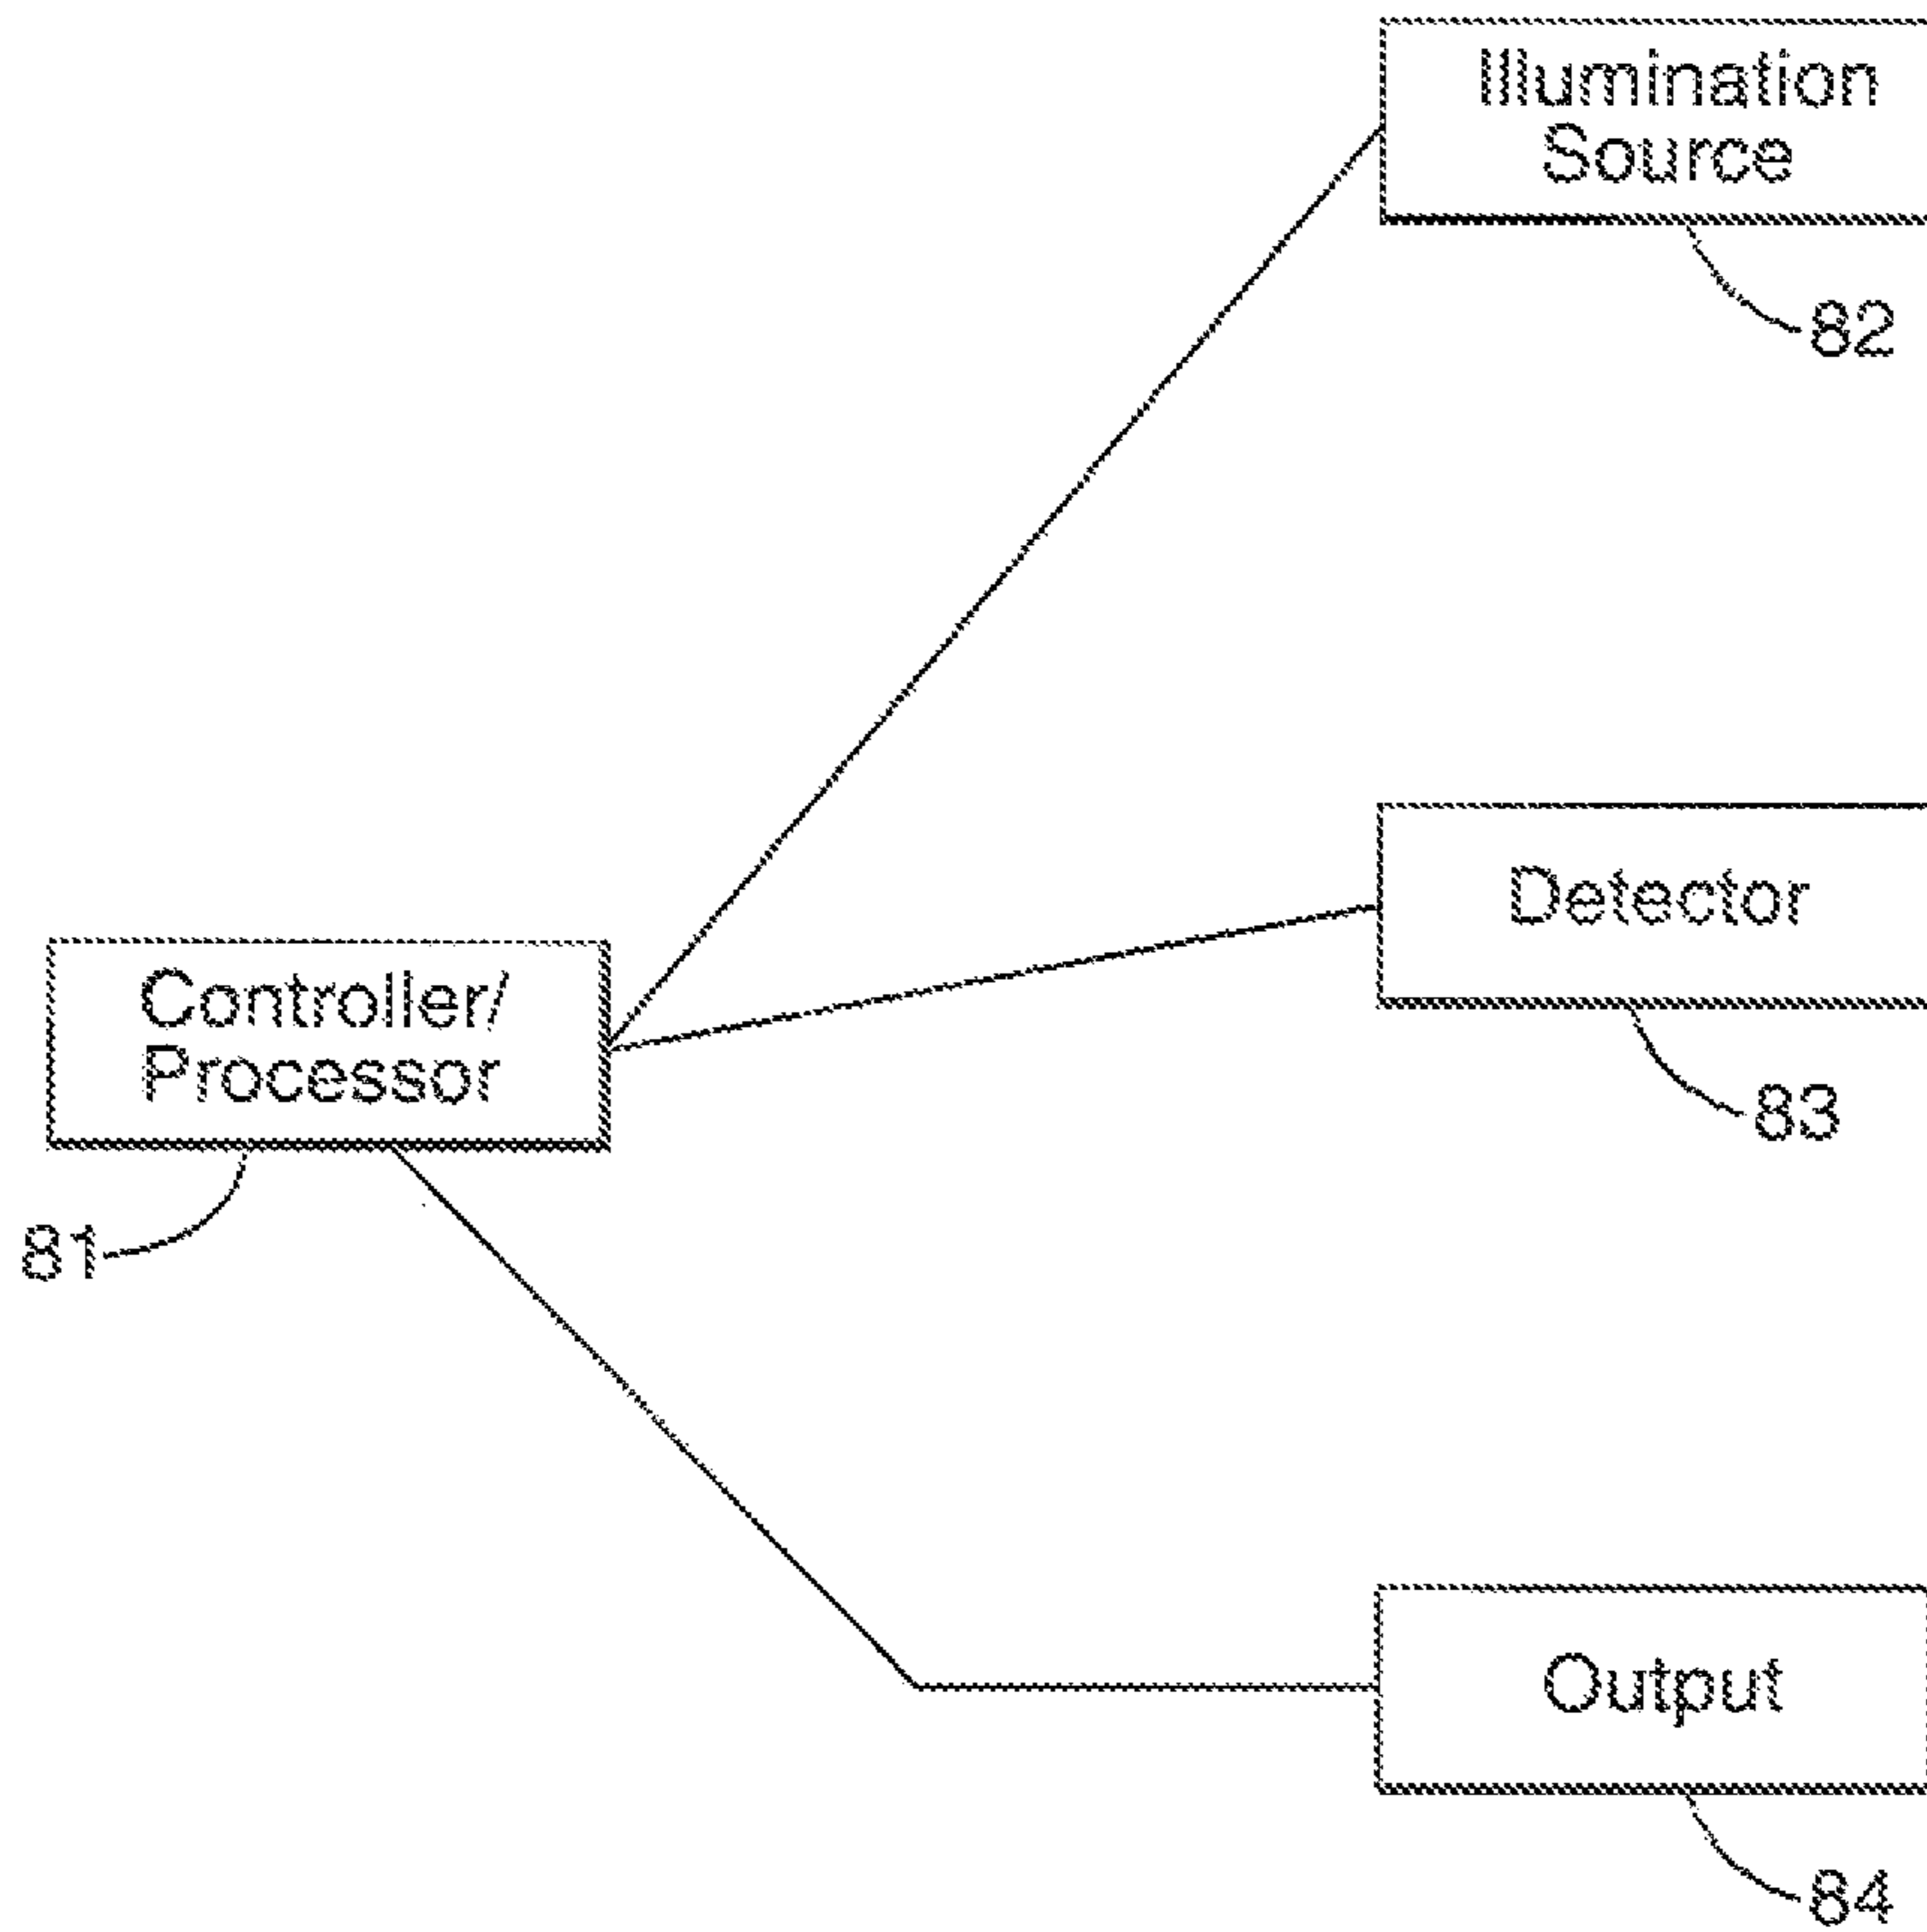 Illumination
Source
82
Detector
83
Controller/
Processor
81
Output
84